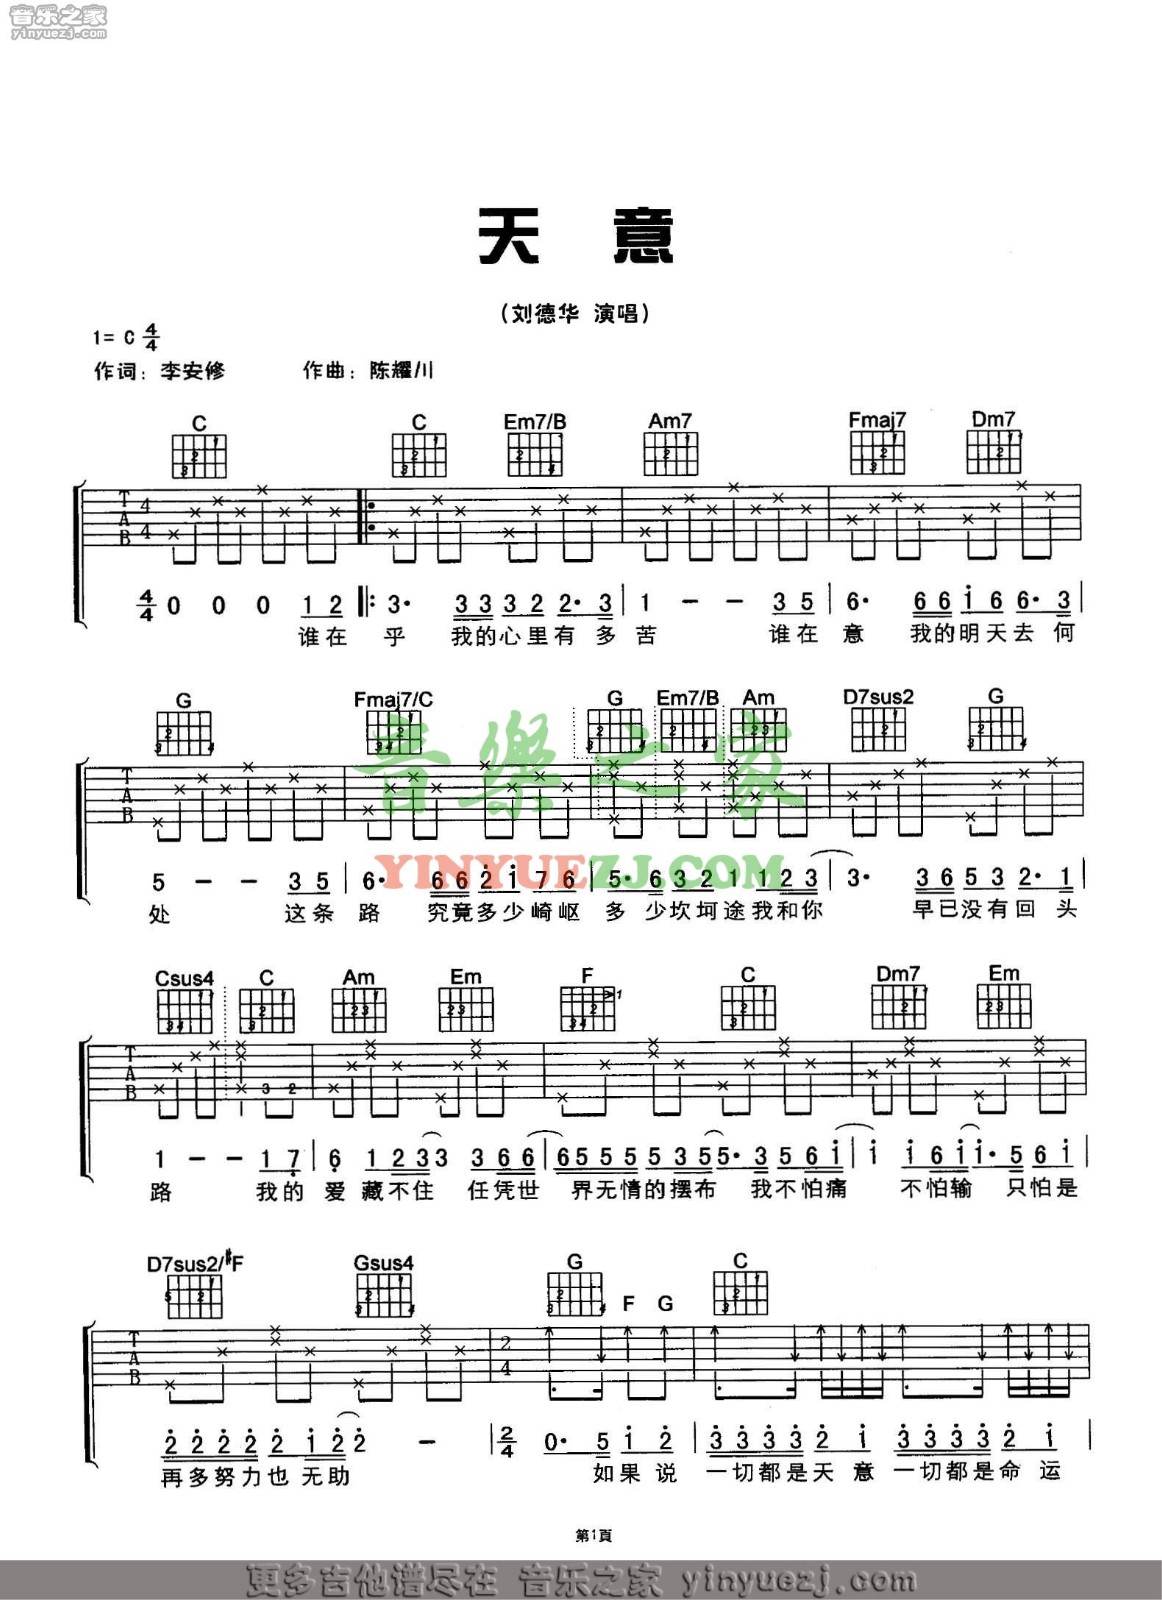 音乐之家
yinyuezj.com
天 意
(刘德华 演唱)
1= C 4/4
作词: 李安修 作曲: 陈耀川
C C Em7/B Am7 Fmaj7 Dm7
T A B 4/4
4/4 0 0 0 1 2 3· 3 3 3 2 2· 3 1 - - 3 5 6· 6 6 i 6 6· 3
谁在 乎 我的心里有 多 苦 谁在 意 我的明天去 何
G Fmaj7/C G Em7/B Am D7sus2 G
T A B
音樂之家
YINYUEZJ.COM
5 - - 3 5 6· 6 6 2 i 7 6 5· 6 3 2 1 1 2 3 3· 3 6 5 3 2· 1
处 这条 路 究竟多少崎岖 多 少坎坷途我和你 早已没有回 头
Csus4 C Am Em F C Dm7 Em
T A B 3 2
1 - - 1 7 6 1 2 3 3 3 6 6 6 5 5 5 5 3 5 5· 3 5 6 i i i 6 i i· 5 6 i
路 我的 爱 藏不住 任凭世 界无情的摆布 我不怕痛 不怕输 只怕是
D7sus2/#F Gsus4 G F G C
T A B 2/4
2 2 2 2 2 i 2 2 - 2/4 0· 5 i 2 3 3 3 3 2 i 3 3 3 3 2 i
再多努力也 无助 如果 说 一切都是天 意 一切都是命 运
第1頁
更多吉他谱尽在 音乐之家 yinyuezj.com